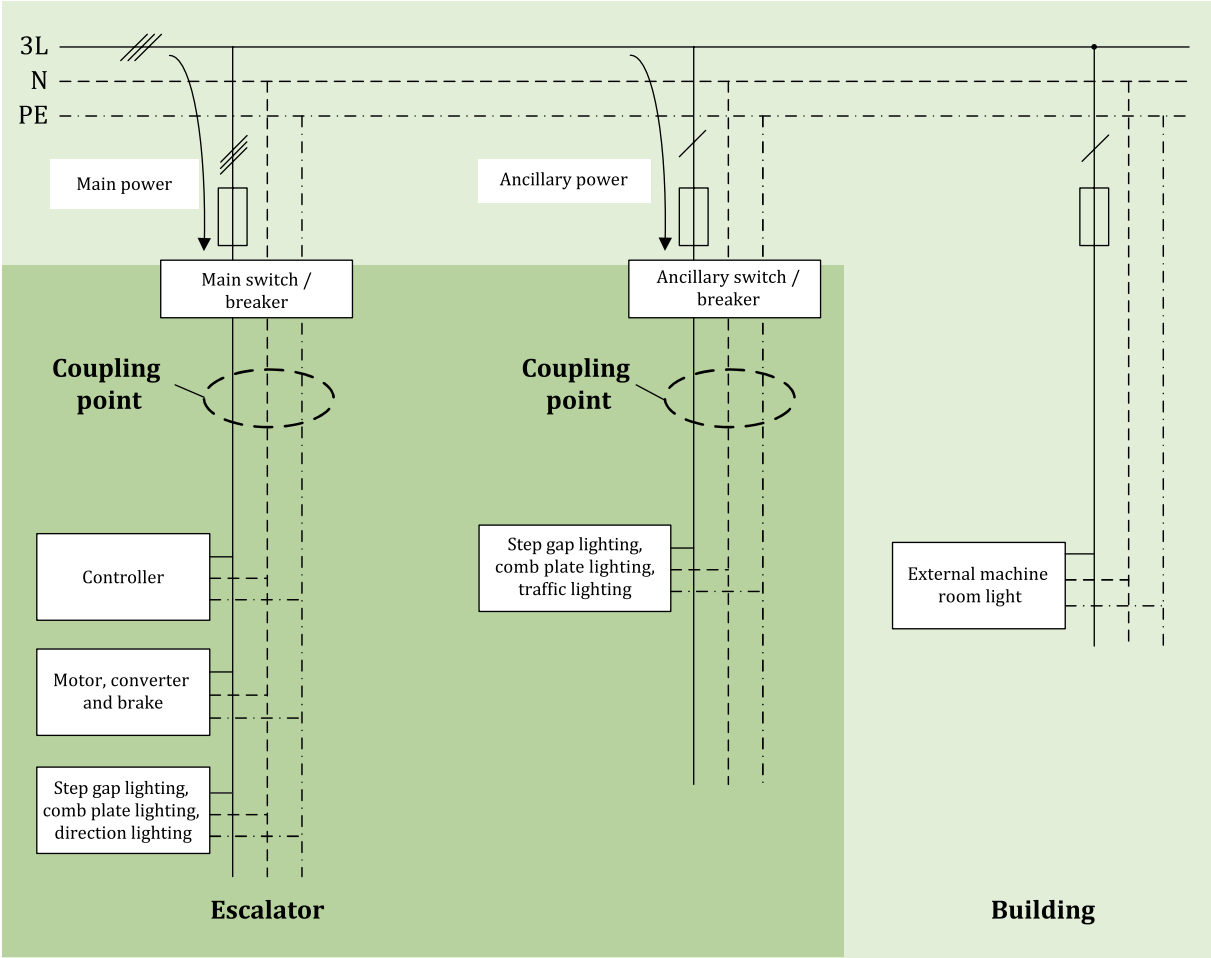 3L
N
PE
Main power
Ancillary power
Main switch /
breaker
Ancillary switch /
breaker
Coupling
point
Coupling
point
Controller
Motor, converter
and brake
Step gap lighting,
comb plate lighting,
direction lighting
Step gap lighting,
comb plate lighting,
traffic lighting
External machine
room light
Escalator
Building